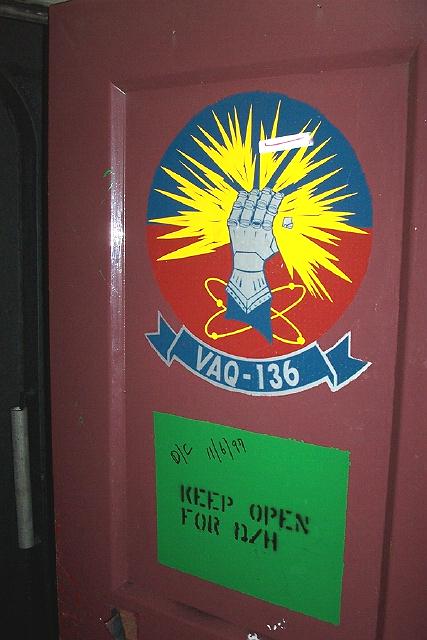 VAQ-136
D/C 11/6/97
KEEP OPEN
FOR D/H